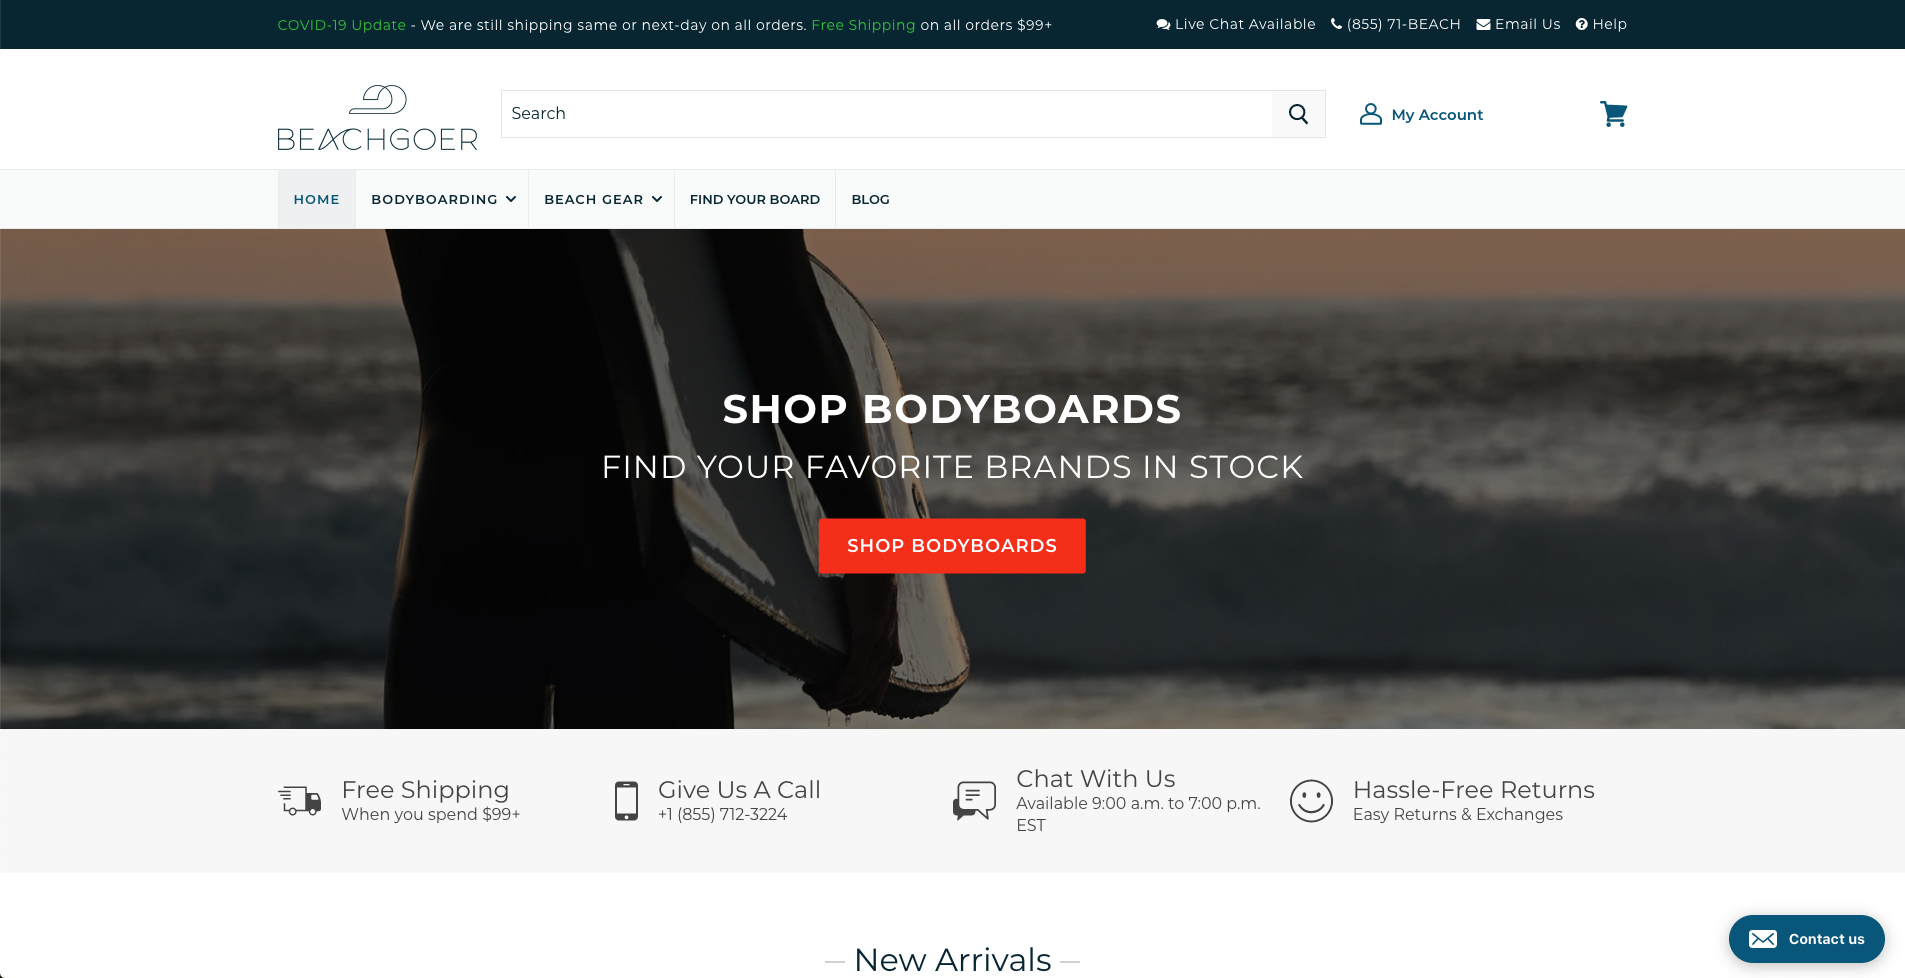 COVID-19 Update - We are still shipping same or next-day on all orders. Free Shipping on all orders $99+
Live Chat Available
(855) 71-BEACH
Email Us
Help
BEACHGOER
Search
My Account
HOME
BODYBOARDING
BEACH GEAR
FIND YOUR BOARD
BLOG
SHOP BODYBOARDS
FIND YOUR FAVORITE BRANDS IN STOCK
SHOP BODYBOARDS
Free Shipping
When you spend $99+
Give Us A Call
+1 (855) 712-3224
Chat With Us
Available 9:00 a.m. to 7:00 p.m.
EST
Hassle-Free Returns
Easy Returns & Exchanges
Contact us
New Arrivals